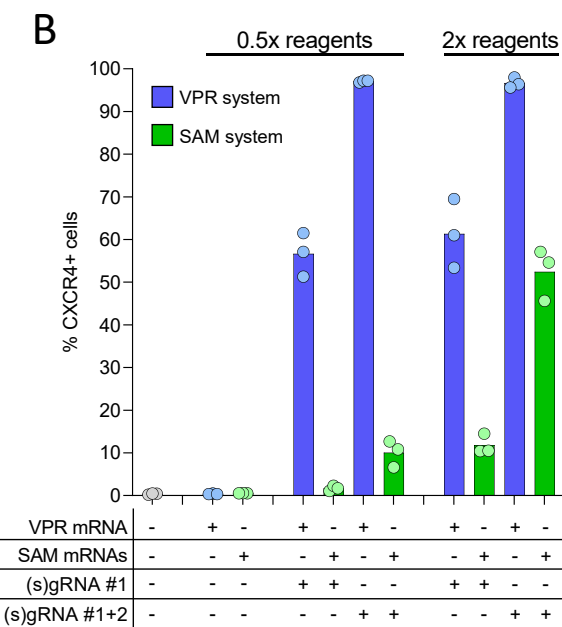 B
0.5x reagents 2x reagents
VPR system
SAM system
% CXCR4+ cells
100
90
80
70
60
50
40
30
20
10
0
VPR mRNA - + - + - + - + - + -
SAM mRNAs - - + - + - + - + - +
(s)gRNA #1 - - - + + - - + + - -
(s)gRNA #1+2 - - - - - + + - - + +